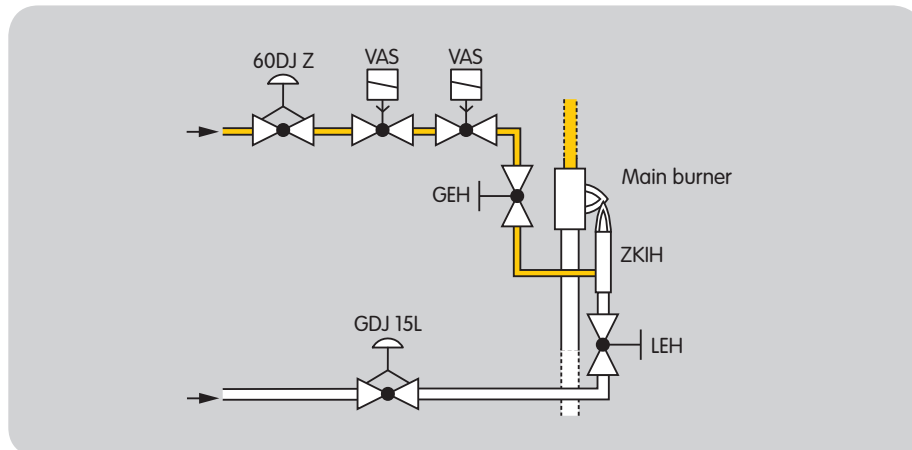 60DJ Z
VAS
VAS
GEH
Main burner
ZKIH
GDJ 15L
LEH